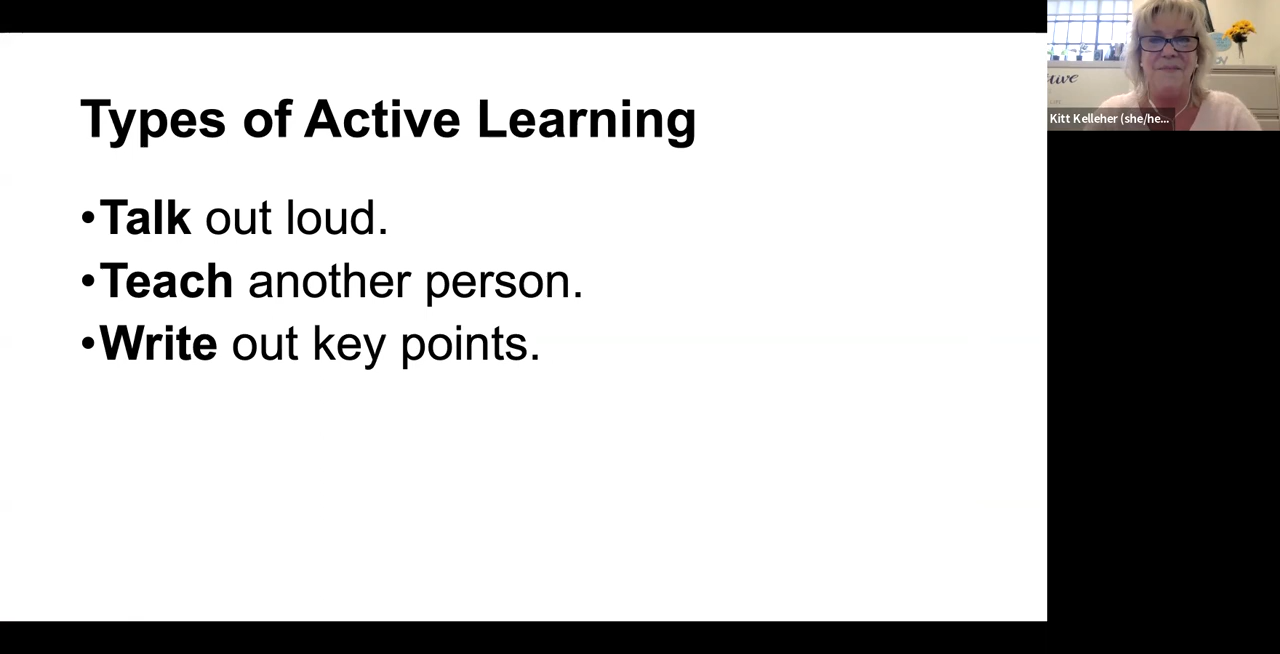 Types of Active Learning
•Talk out loud.
•Teach another person.
•Write out key points.
Kitt Kelleher (she/he...